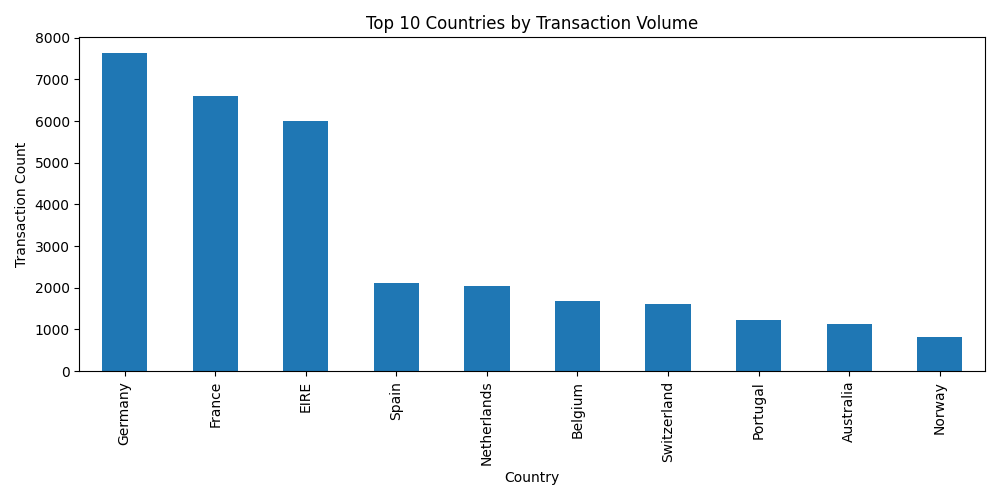 Top 10 Countries by Transaction Volume
Transaction Count
8000
7000
6000
5000
4000
3000
2000
1000
0
Germany
France
EIRE
Spain
Netherlands
Belgium
Switzerland
Portugal
Australia
Norway
Country